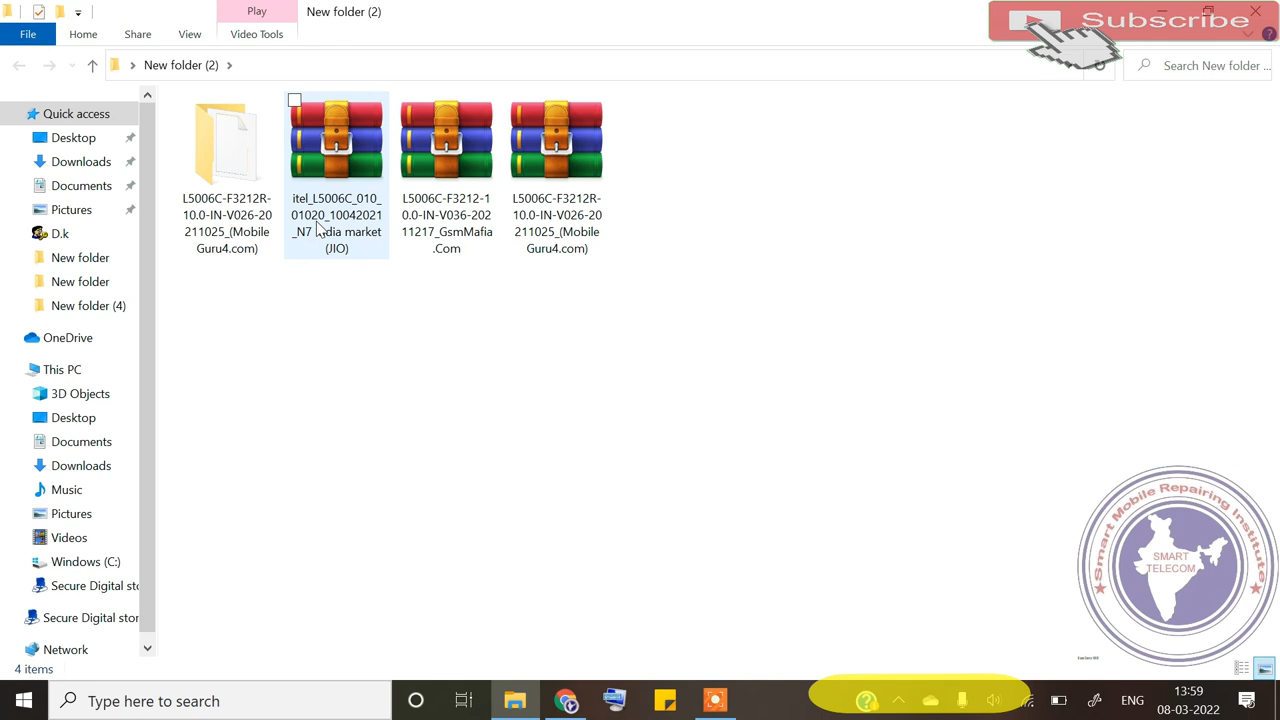 Play
New folder (2)
Subscribe
File
Home
Share
View
Video Tools
New folder (2)
Search New folder ...
Quick access
Desktop
Downloads
Documents
Pictures
D.k
New folder
New folder
New folder (4)
OneDrive
This PC
3D Objects
Desktop
Documents
Downloads
Music
Pictures
Videos
Windows (C:)
Secure Digital sto
Secure Digital stor
Network
L5006C-F3212R-
10.0-IN-V026-20
211025_(Mobile
Guru4.com)
itel_L5006C_010_
01020_10042021
_N7 dia market
(JIO)
L5006C-F3212-1
0.0-IN-V036-202
11217_GsmMafia
.Com
L5006C-F3212R-
10.0-IN-V026-20
211025_(Mobile
Guru4.com)
Smart Mobile Repairing Institute
SMART
TELECOM
4 items
Type here to search
ENG
13:59
08-03-2022